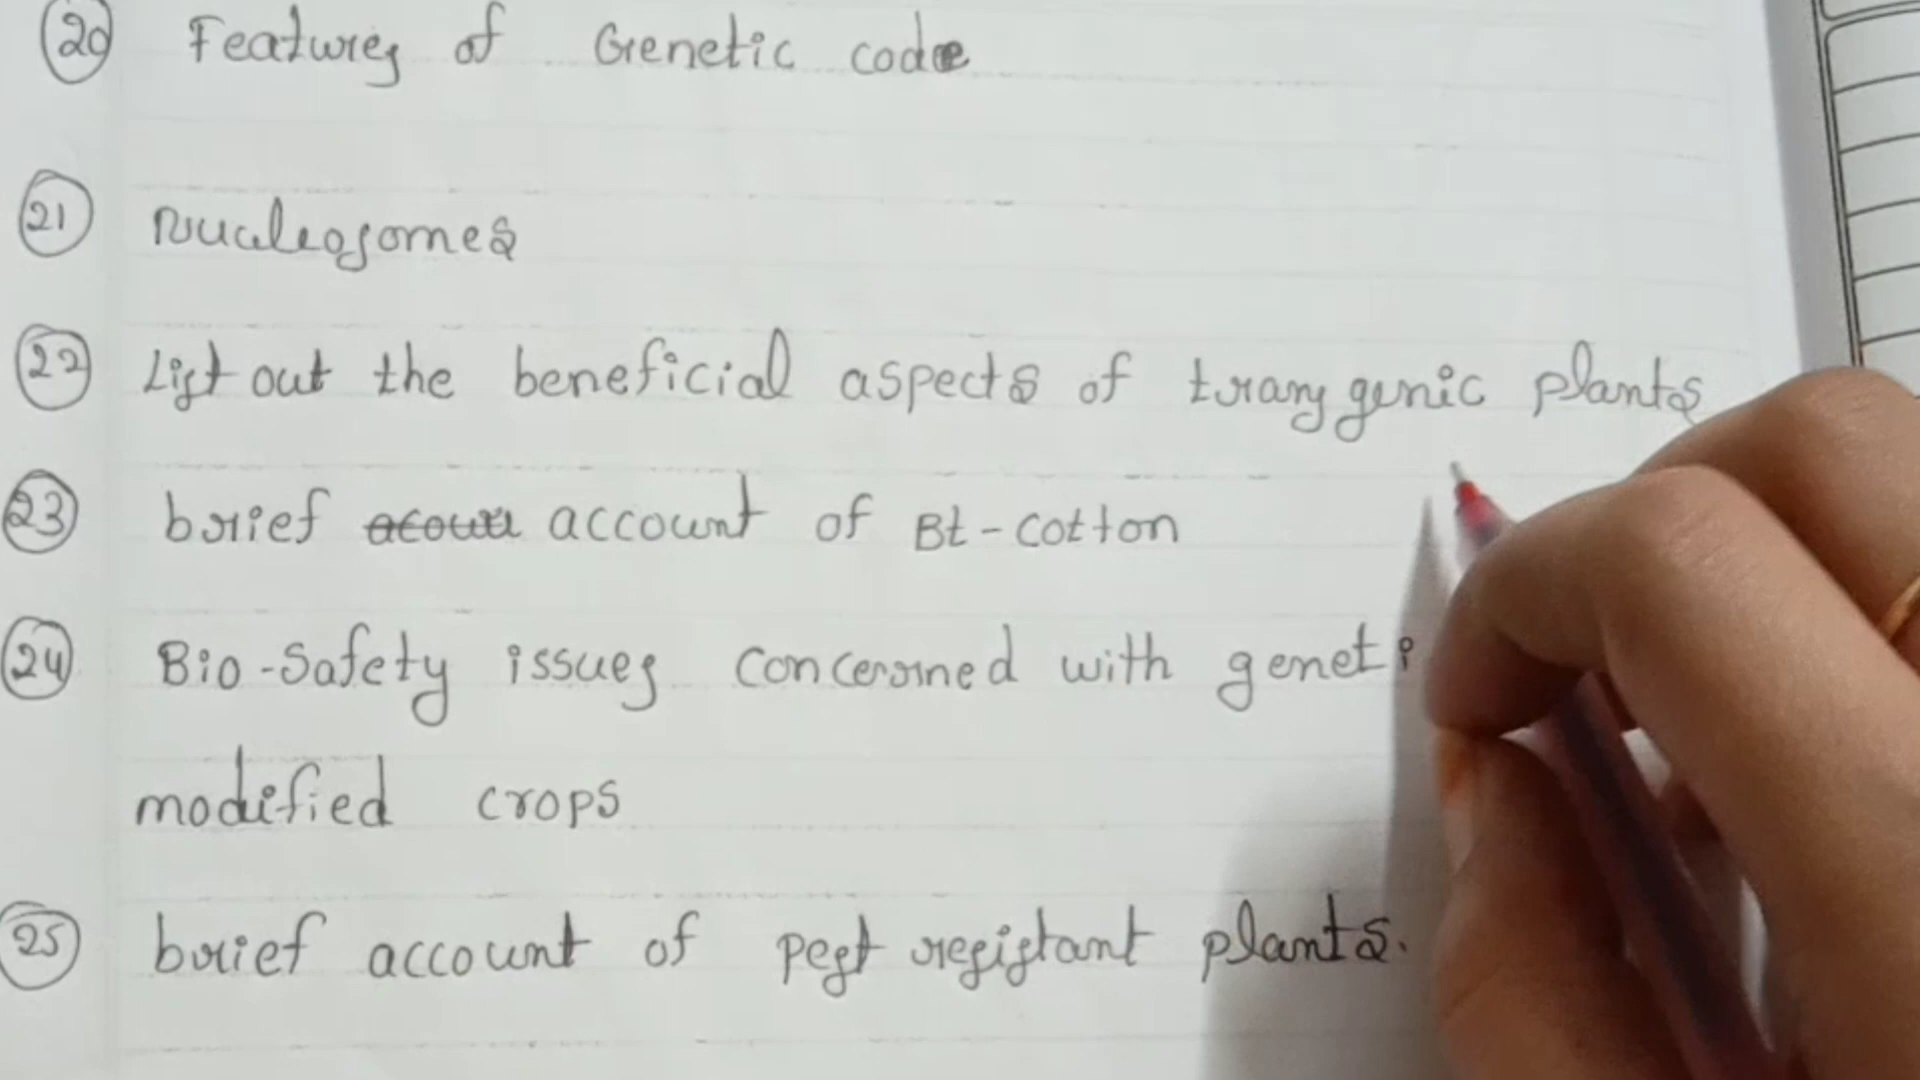 20 Features of Genetic code
21 Nucleosomes
22 List out the beneficial aspects of transgenic plants
23 brief account of Bt-cotton
24 Bio-Safety issues concerned with geneti
modified crops
25 brief account of pest resistant plants.